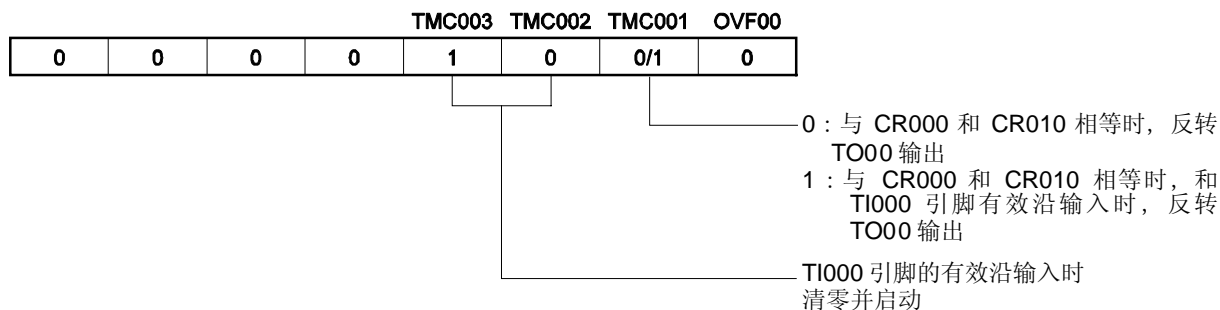 TMC003 TMC002 TMC001 OVF00
0 0 0 0 1 0 0/1 0
0：与 CR000 和 CR010 相等时，反转
TO00 输出
1：与 CR000 和 CR010 相等时，和
TI000 引脚有效沿输入时，反转
TO00 输出
TI000 引脚的有效沿输入时
清零并启动